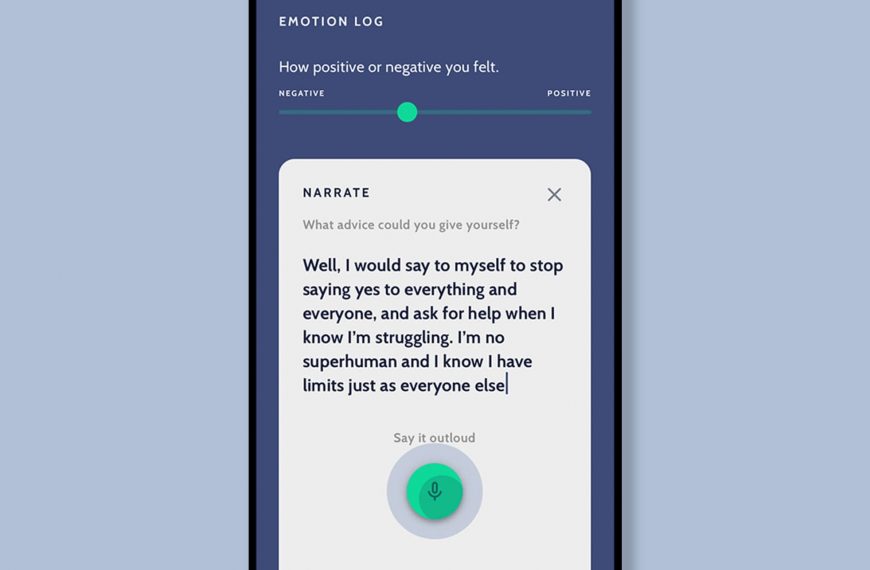 EMOTION LOG
How positive or negative you felt.
NEGATIVE POSITIVE
NARRATE
What advice could you give yourself?
Well, I would say to myself to stop
saying yes to everything and
everyone, and ask for help when I
know I'm struggling. I'm no
superhuman and I know I have
limits just as everyone else
Say it outloud